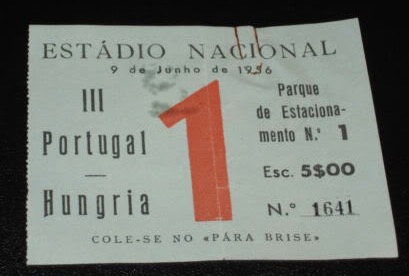 ESTÁDIO NACIONAL
9 de Junho de 1956
III
Portugal
—
Hungria
1
Parque
de Estaciona-
mento N.º 1
Esc. 5$00
N.º 1641
COLE-SE NO «PÁRA BRISE»